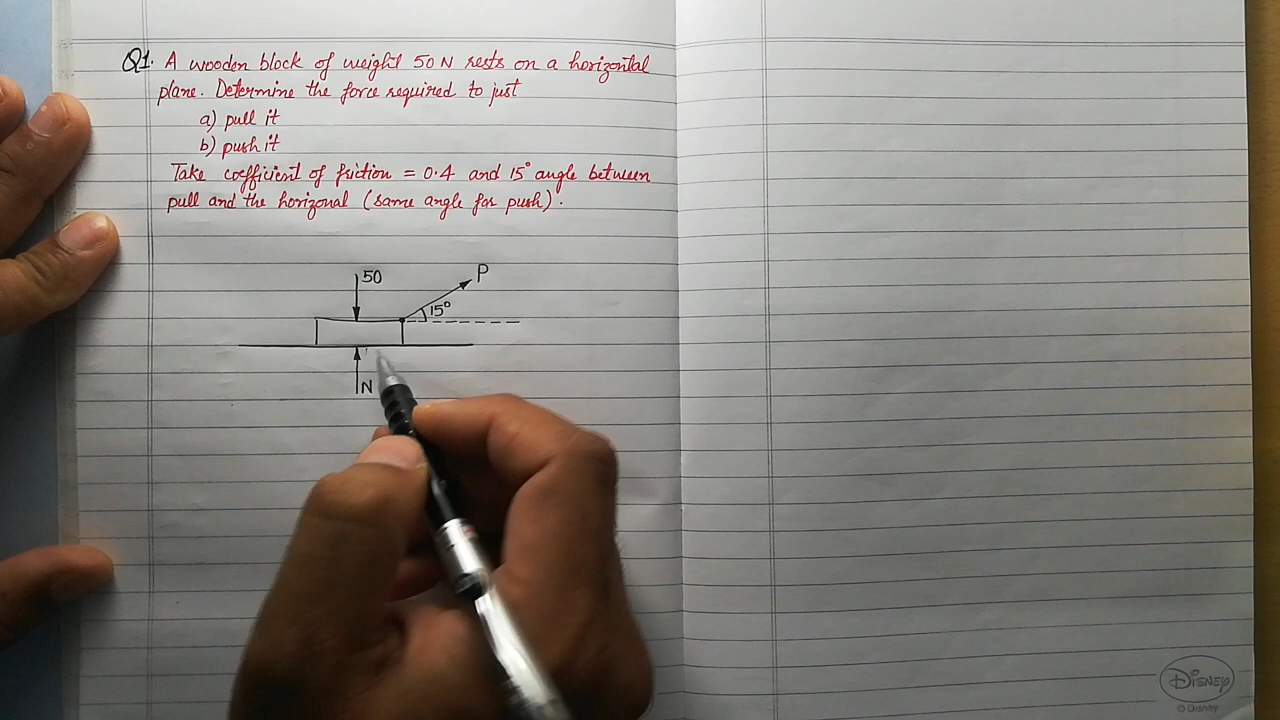 Q1. A wooden block of weight 50 N rests on a horizontal
plane. Determine the force required to just
a) pull it
b) push it
Take coefficient of friction = 0.4 and 15° angle between
pull and the horizonal (same angle for push).
50
P
15°
N
Disney
© Disney